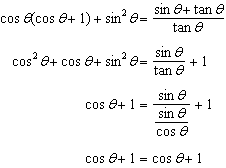 cos θ(cos θ + 1) + sin² θ = (sin θ + tan θ)/(tan θ)
cos² θ + cos θ + sin² θ = (sin θ)/(tan θ) + 1
cos θ + 1 = (sin θ)/((sin θ)/(cos θ)) + 1
cos θ + 1 = cos θ + 1